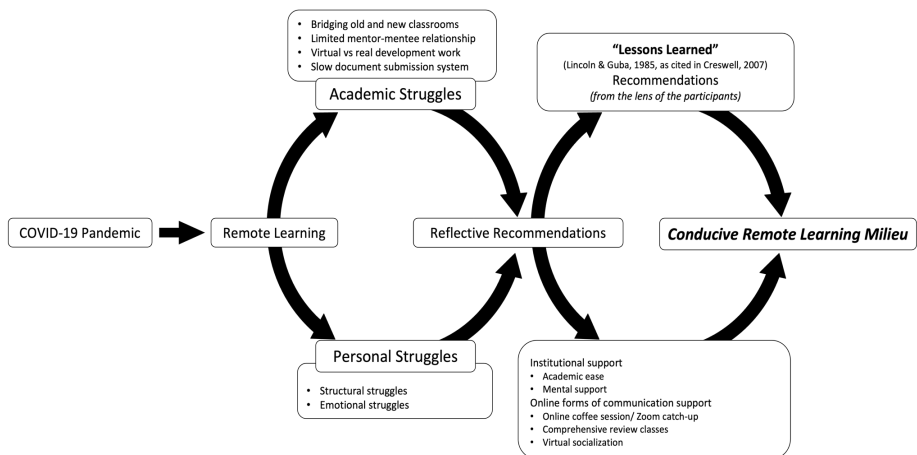 • Bridging old and new classrooms
• Limited mentor-mentee relationship
• Virtual vs real development work
• Slow document submission system
Academic Struggles
“Lessons Learned”
(Lincoln & Guba, 1985, as cited in Creswell, 2007)
Recommendations
(from the lens of the participants)
COVID-19 Pandemic
Remote Learning
Reflective Recommendations
Conducive Remote Learning Milieu
Personal Struggles
• Structural struggles
• Emotional struggles
Institutional support
• Academic ease
• Mental support
Online forms of communication support
• Online coffee session/ Zoom catch-up
• Comprehensive review classes
• Virtual socialization